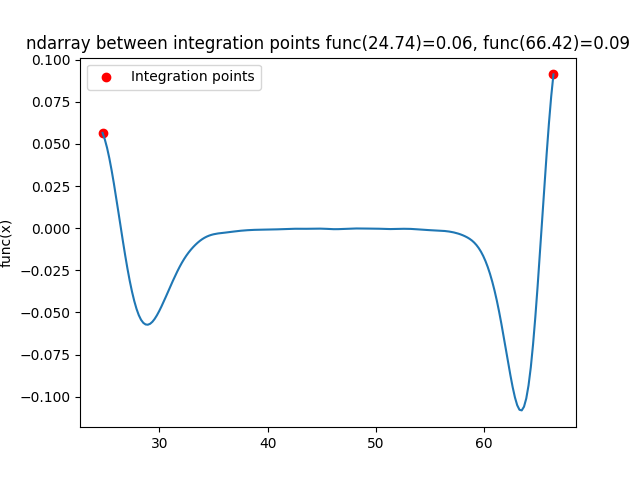 ndarray between integration points func(24.74)=0.06, func(66.42)=0.09
Integration points
func(x)
0.100
0.075
0.050
0.025
0.000
−0.025
−0.050
−0.075
−0.100
30 40 50 60